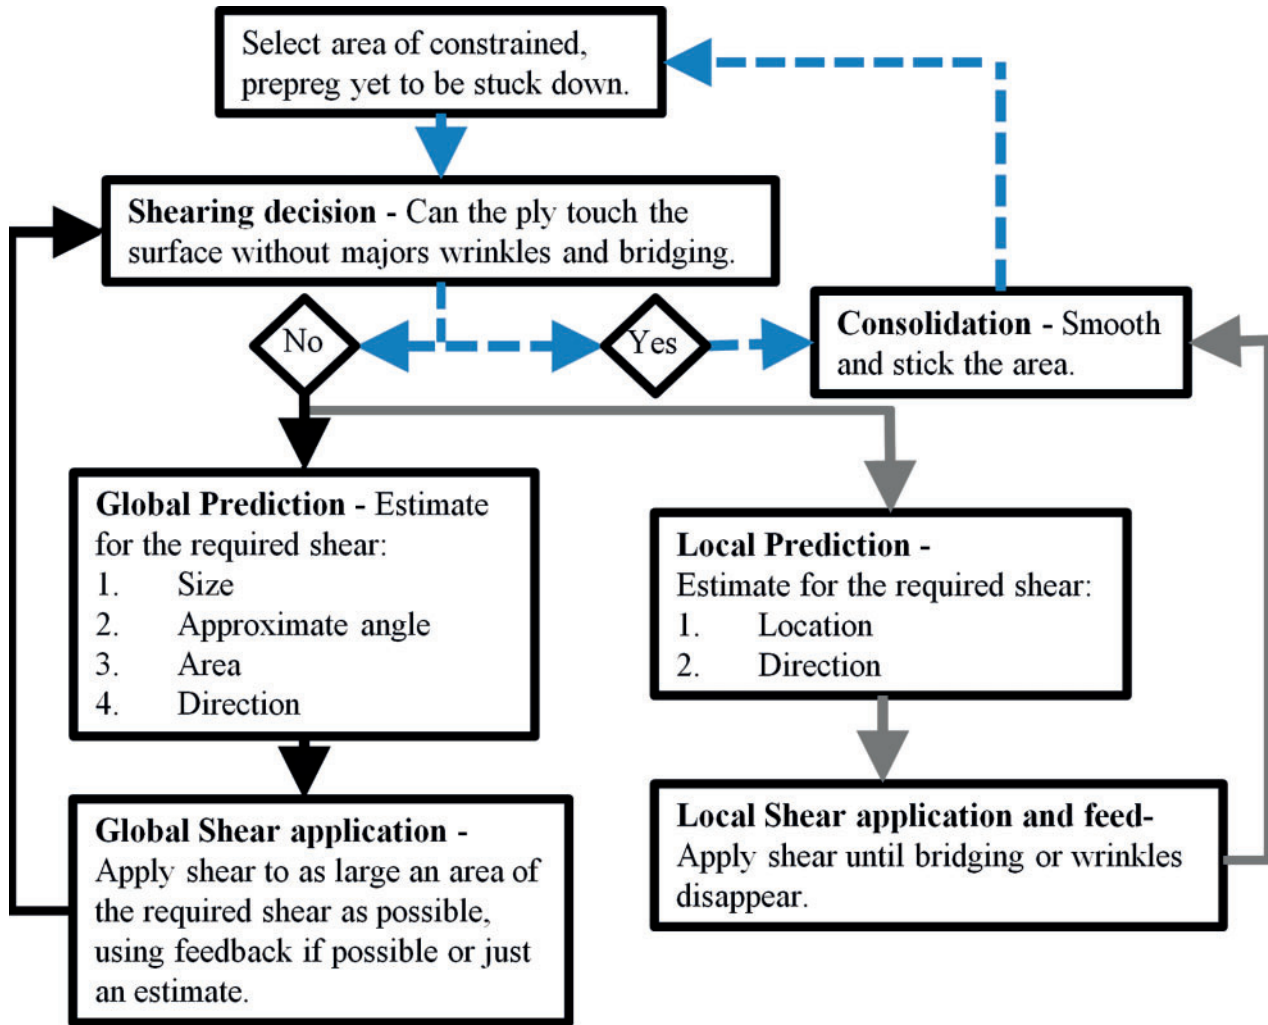 Select area of constrained,
prepreg yet to be stuck down.
Shearing decision - Can the ply touch the
surface without majors wrinkles and bridging.
No
Yes
Consolidation - Smooth
and stick the area.
Global Prediction - Estimate
for the required shear:
1. Size
2. Approximate angle
3. Area
4. Direction
Local Prediction -
Estimate for the required shear:
1. Location
2. Direction
Global Shear application -
Apply shear to as large an area of
the required shear as possible,
using feedback if possible or just
an estimate.
Local Shear application and feed-
Apply shear until bridging or wrinkles
disappear.